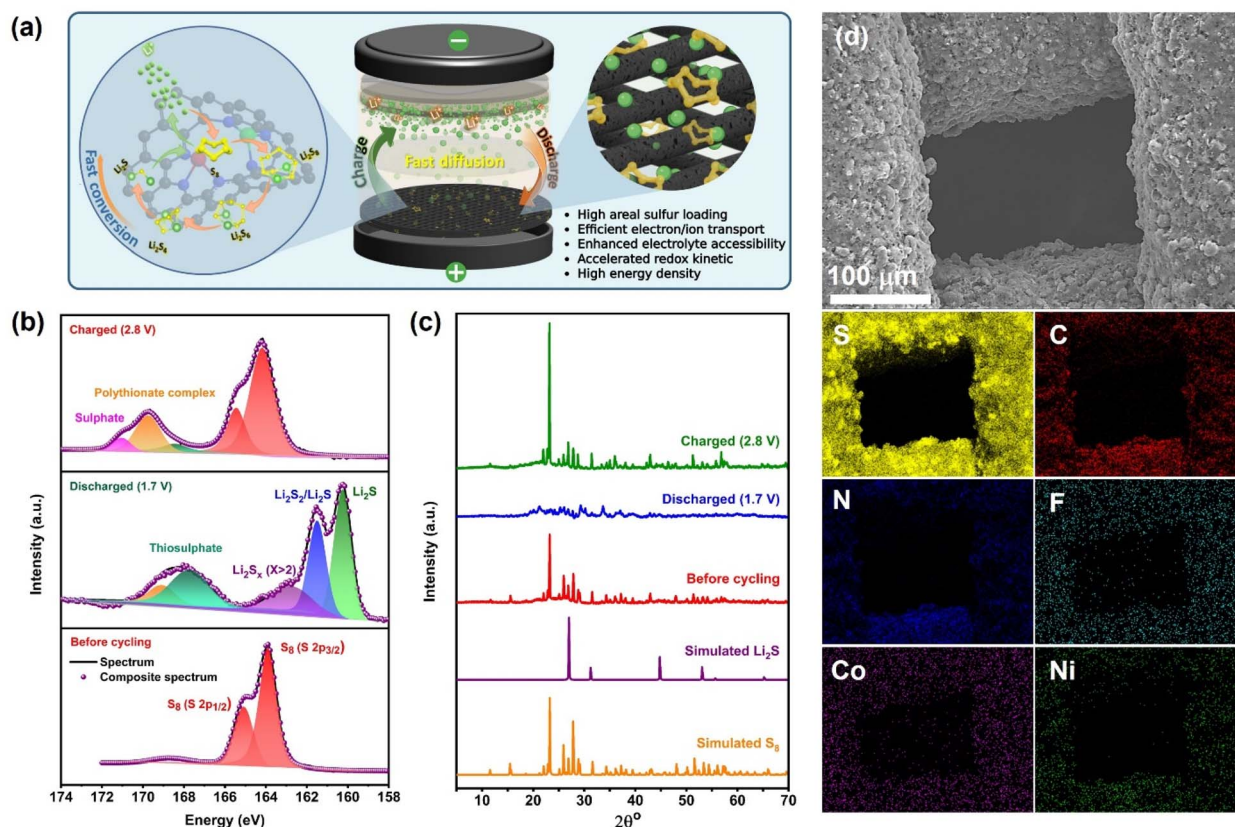 (a)
Li⁺
Fast conversion
Li₂S
S₈
Li₂S₈
Li₂S₄
Li₂S₆
−
Li⁺ Li⁺ Li⁺
Charge
Fast diffusion
Discharge
+
• High areal sulfur loading
• Efficient electron/ion transport
• Enhanced electrolyte accessibility
• Accelerated redox kinetic
• High energy density
(b)
Charged (2.8 V)
Polythionate complex
Sulphate
Discharged (1.7 V)
Li₂S₂/Li₂S
Li₂S
Thiosulphate
Li₂Sₓ (X>2)
Before cycling
Spectrum
Composite spectrum
S₈ (S 2p₃/₂)
S₈ (S 2p₁/₂)
Intensity (a.u.)
174 172 170 168 166 164 162 160 158
Energy (eV)
(c)
Charged (2.8 V)
Discharged (1.7 V)
Before cycling
Simulated Li₂S
Simulated S₈
Intensity (a.u.)
10 20 30 40 50 60 70
2θ°
(d)
100 μm
S
C
N
F
Co
Ni